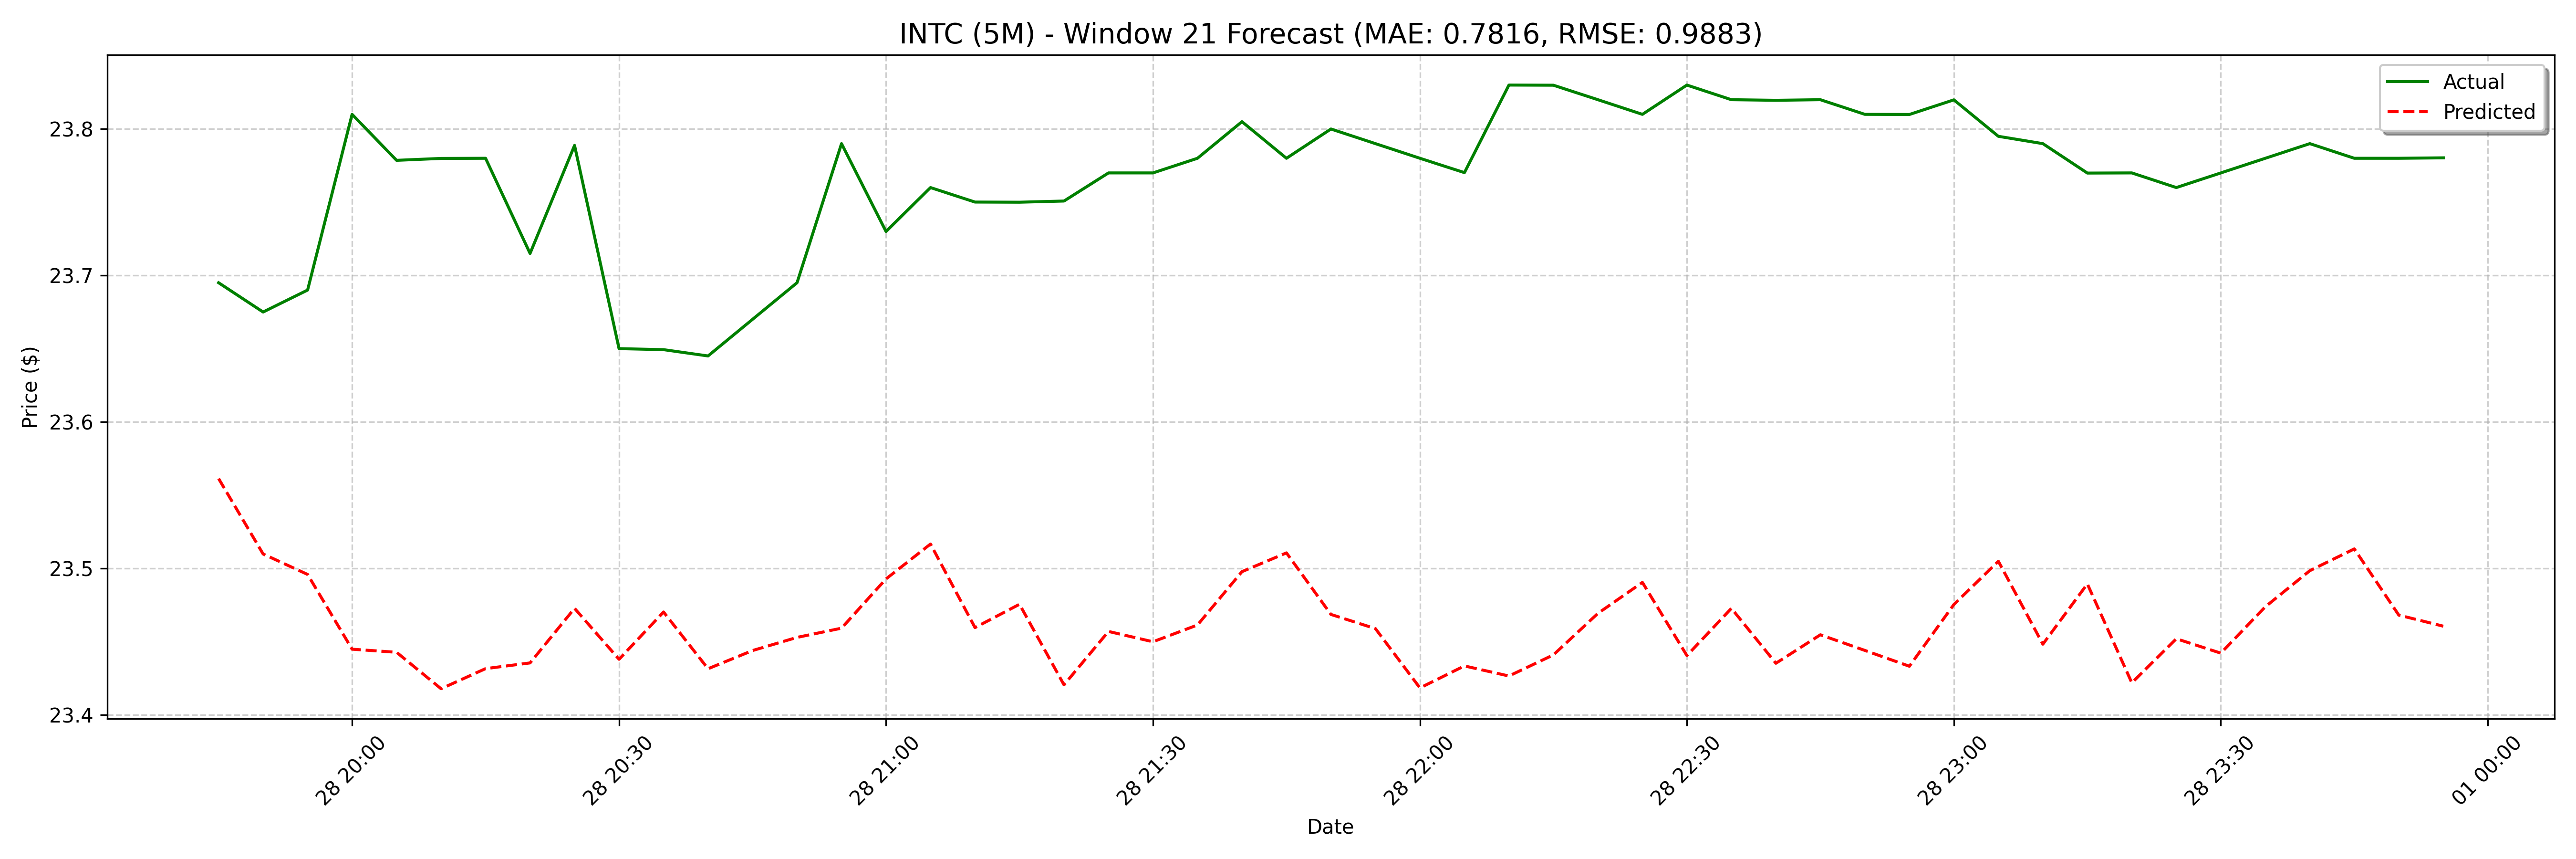 INTC (5M) - Window 21 Forecast (MAE: 0.7816, RMSE: 0.9883)
Actual
Predicted
Price ($)
23.8
23.7
23.6
23.5
23.4
28 20:00
28 20:30
28 21:00
28 21:30
28 22:00
28 22:30
28 23:00
28 23:30
01 00:00
Date